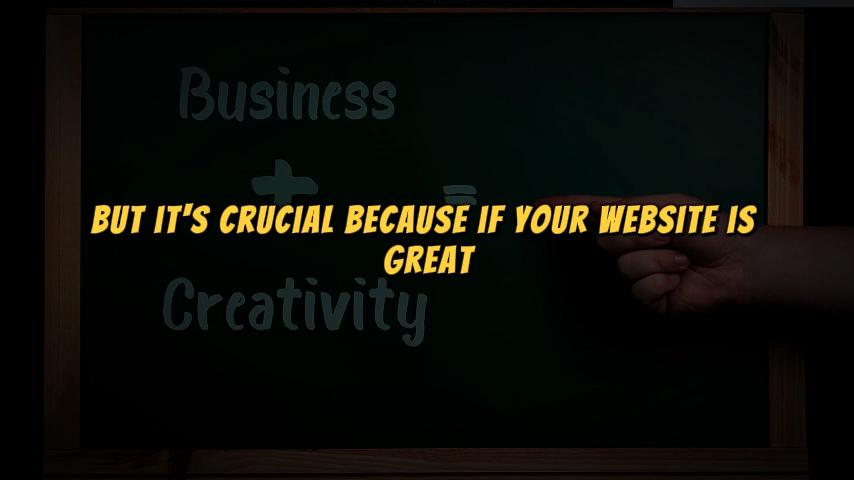 Business
+ =
BUT IT'S CRUCIAL BECAUSE IF YOUR WEBSITE IS
GREAT
Creativity